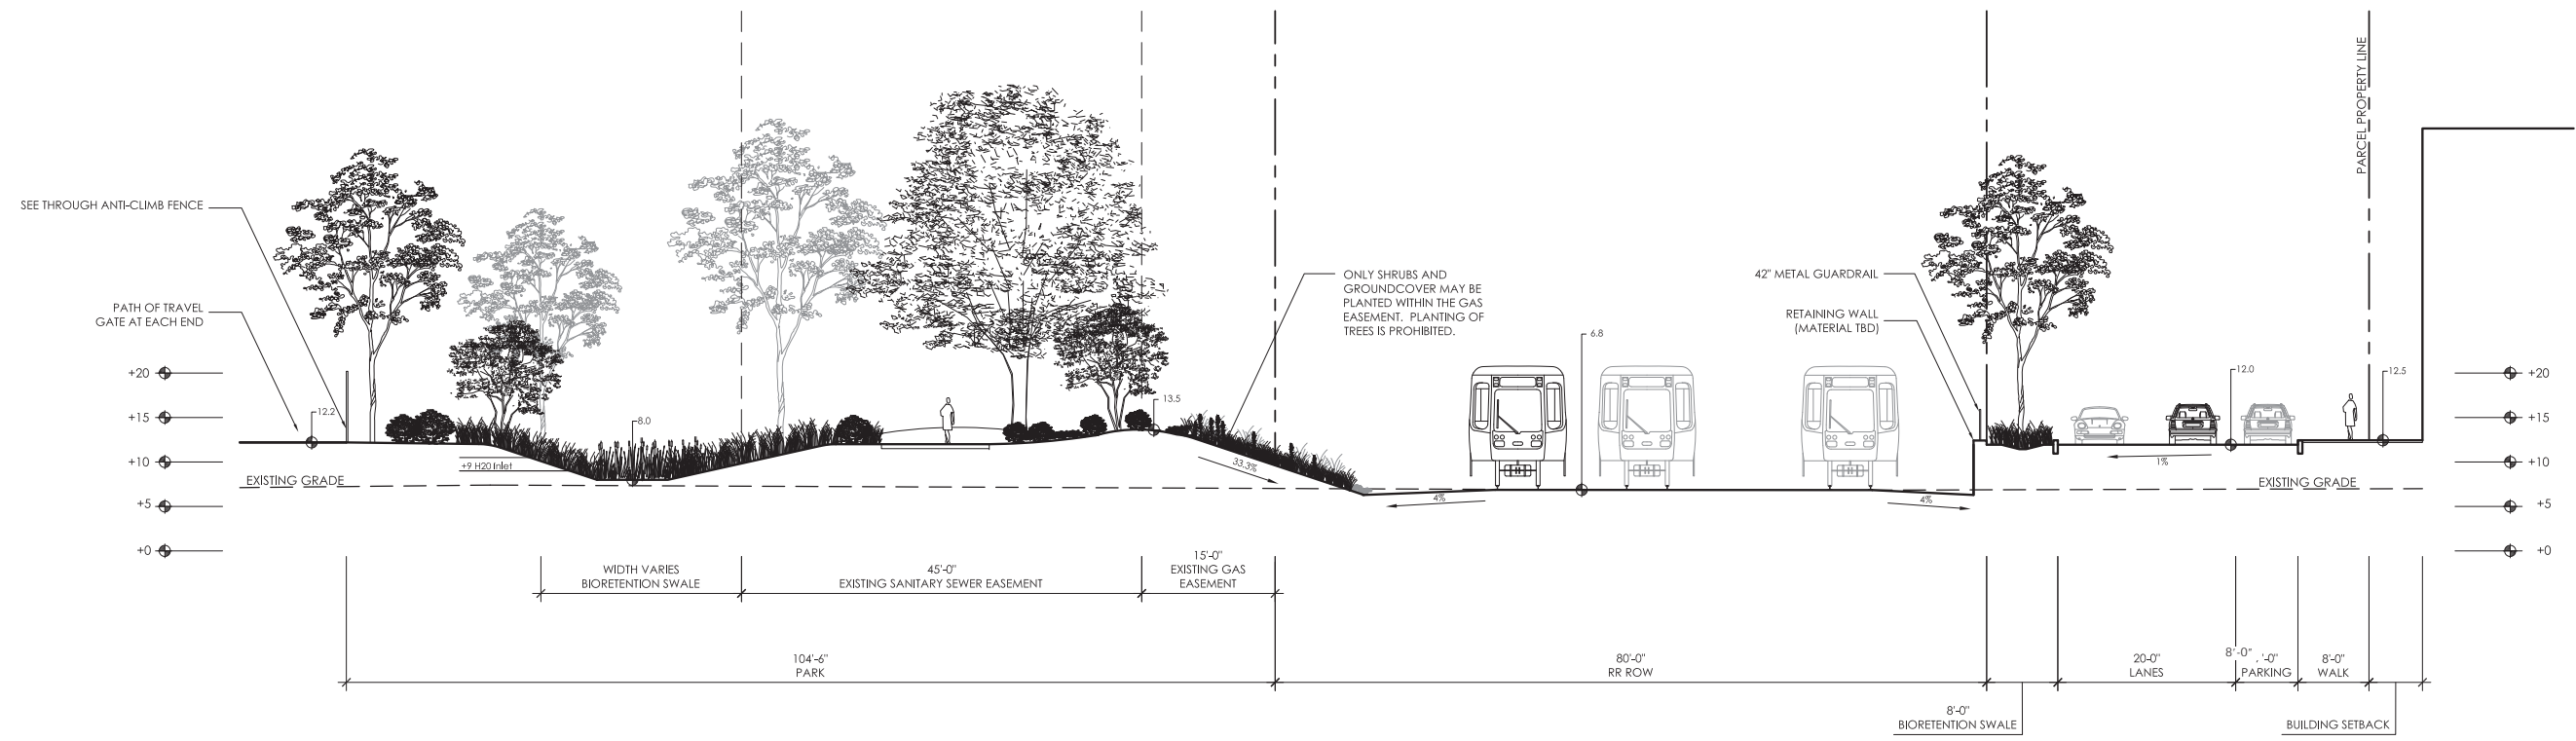 PARCEL PROPERTY LINE
SEE THROUGH ANTI-CLIMB FENCE
PATH OF TRAVEL
GATE AT EACH END
ONLY SHRUBS AND
GROUNDCOVER MAY BE
PLANTED WITHIN THE GAS
EASEMENT. PLANTING OF
TREES IS PROHIBITED.
42" METAL GUARDRAIL
RETAINING WALL
(MATERIAL TBD)
6.8
12.0
12.5
+20
+15
+10
+5
+0
12.2
8.0
13.5
+9 H20 Inlet
EXISTING GRADE
33.3%
4%
4%
1%
EXISTING GRADE
+20
+15
+10
+5
+0
WIDTH VARIES
BIORETENTION SWALE
45'-0"
EXISTING SANITARY SEWER EASEMENT
15'-0"
EXISTING GAS
EASEMENT
104'-6"
PARK
80'-0"
RR ROW
20-0"
LANES
8'-0"
'-0"
PARKING
8'-0"
WALK
8'-0"
BIORETENTION SWALE
BUILDING SETBACK